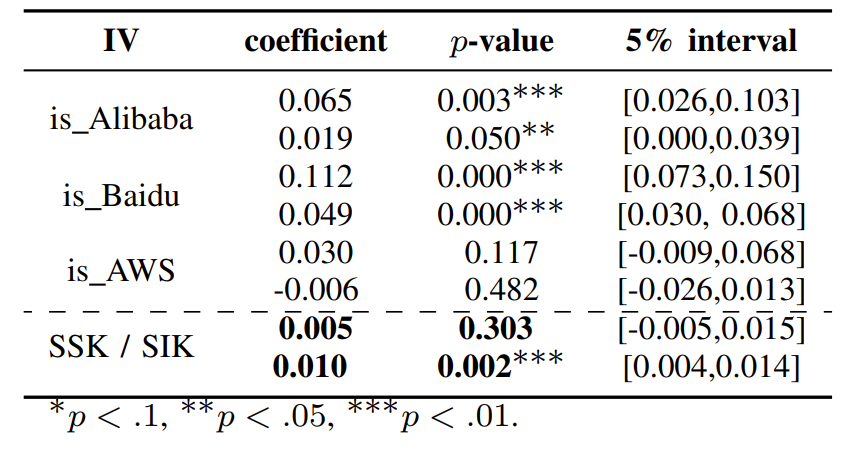 IV coefficient p-value 5% interval
is_Alibaba 0.065 0.003*** [0.026,0.103]
0.019 0.050** [0.000,0.039]
is_Baidu 0.112 0.000*** [0.073,0.150]
0.049 0.000*** [0.030, 0.068]
is_AWS 0.030 0.117 [-0.009,0.068]
-0.006 0.482 [-0.026,0.013]
SSK / SIK 0.005 0.303 [-0.005,0.015]
0.010 0.002*** [0.004,0.014]
*p < .1, **p < .05, ***p < .01.